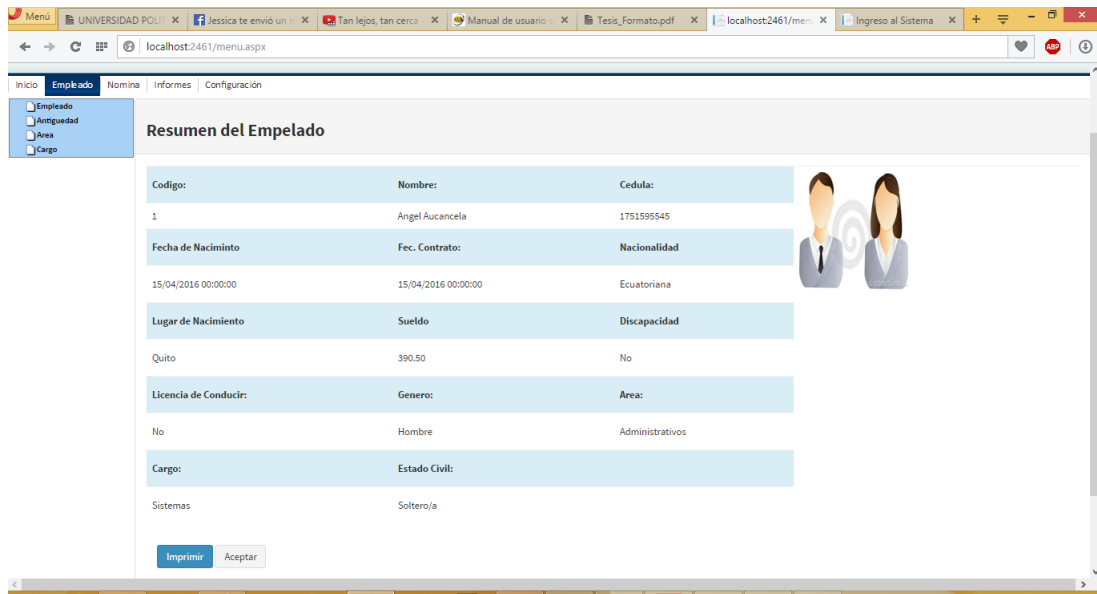 Menú
UNIVERSIDAD POLIT
Jessica te envió un
Tan lejos, tan cerca
Manual de usuario
Tesis_Formato.pdf
localhost:2461/men
Ingreso al Sistema
localhost:2461/menu.aspx
ABP
Inicio Empleado Nomina Informes Configuración
Empleado
Antiguedad
Area
Cargo
Resumen del Empelado
Codigo: Nombre: Cedula:
1 Angel Aucancela 1751595545
Fecha de Naciminto Fec. Contrato: Nacionalidad
15/04/2016 00:00:00 15/04/2016 00:00:00 Ecuatoriana
Lugar de Nacimiento Sueldo Discapacidad
Quito 390.50 No
Licencia de Conducir: Genero: Area:
No Hombre Administrativos
Cargo: Estado Civil:
Sistemas Soltero/a
Imprimir Aceptar